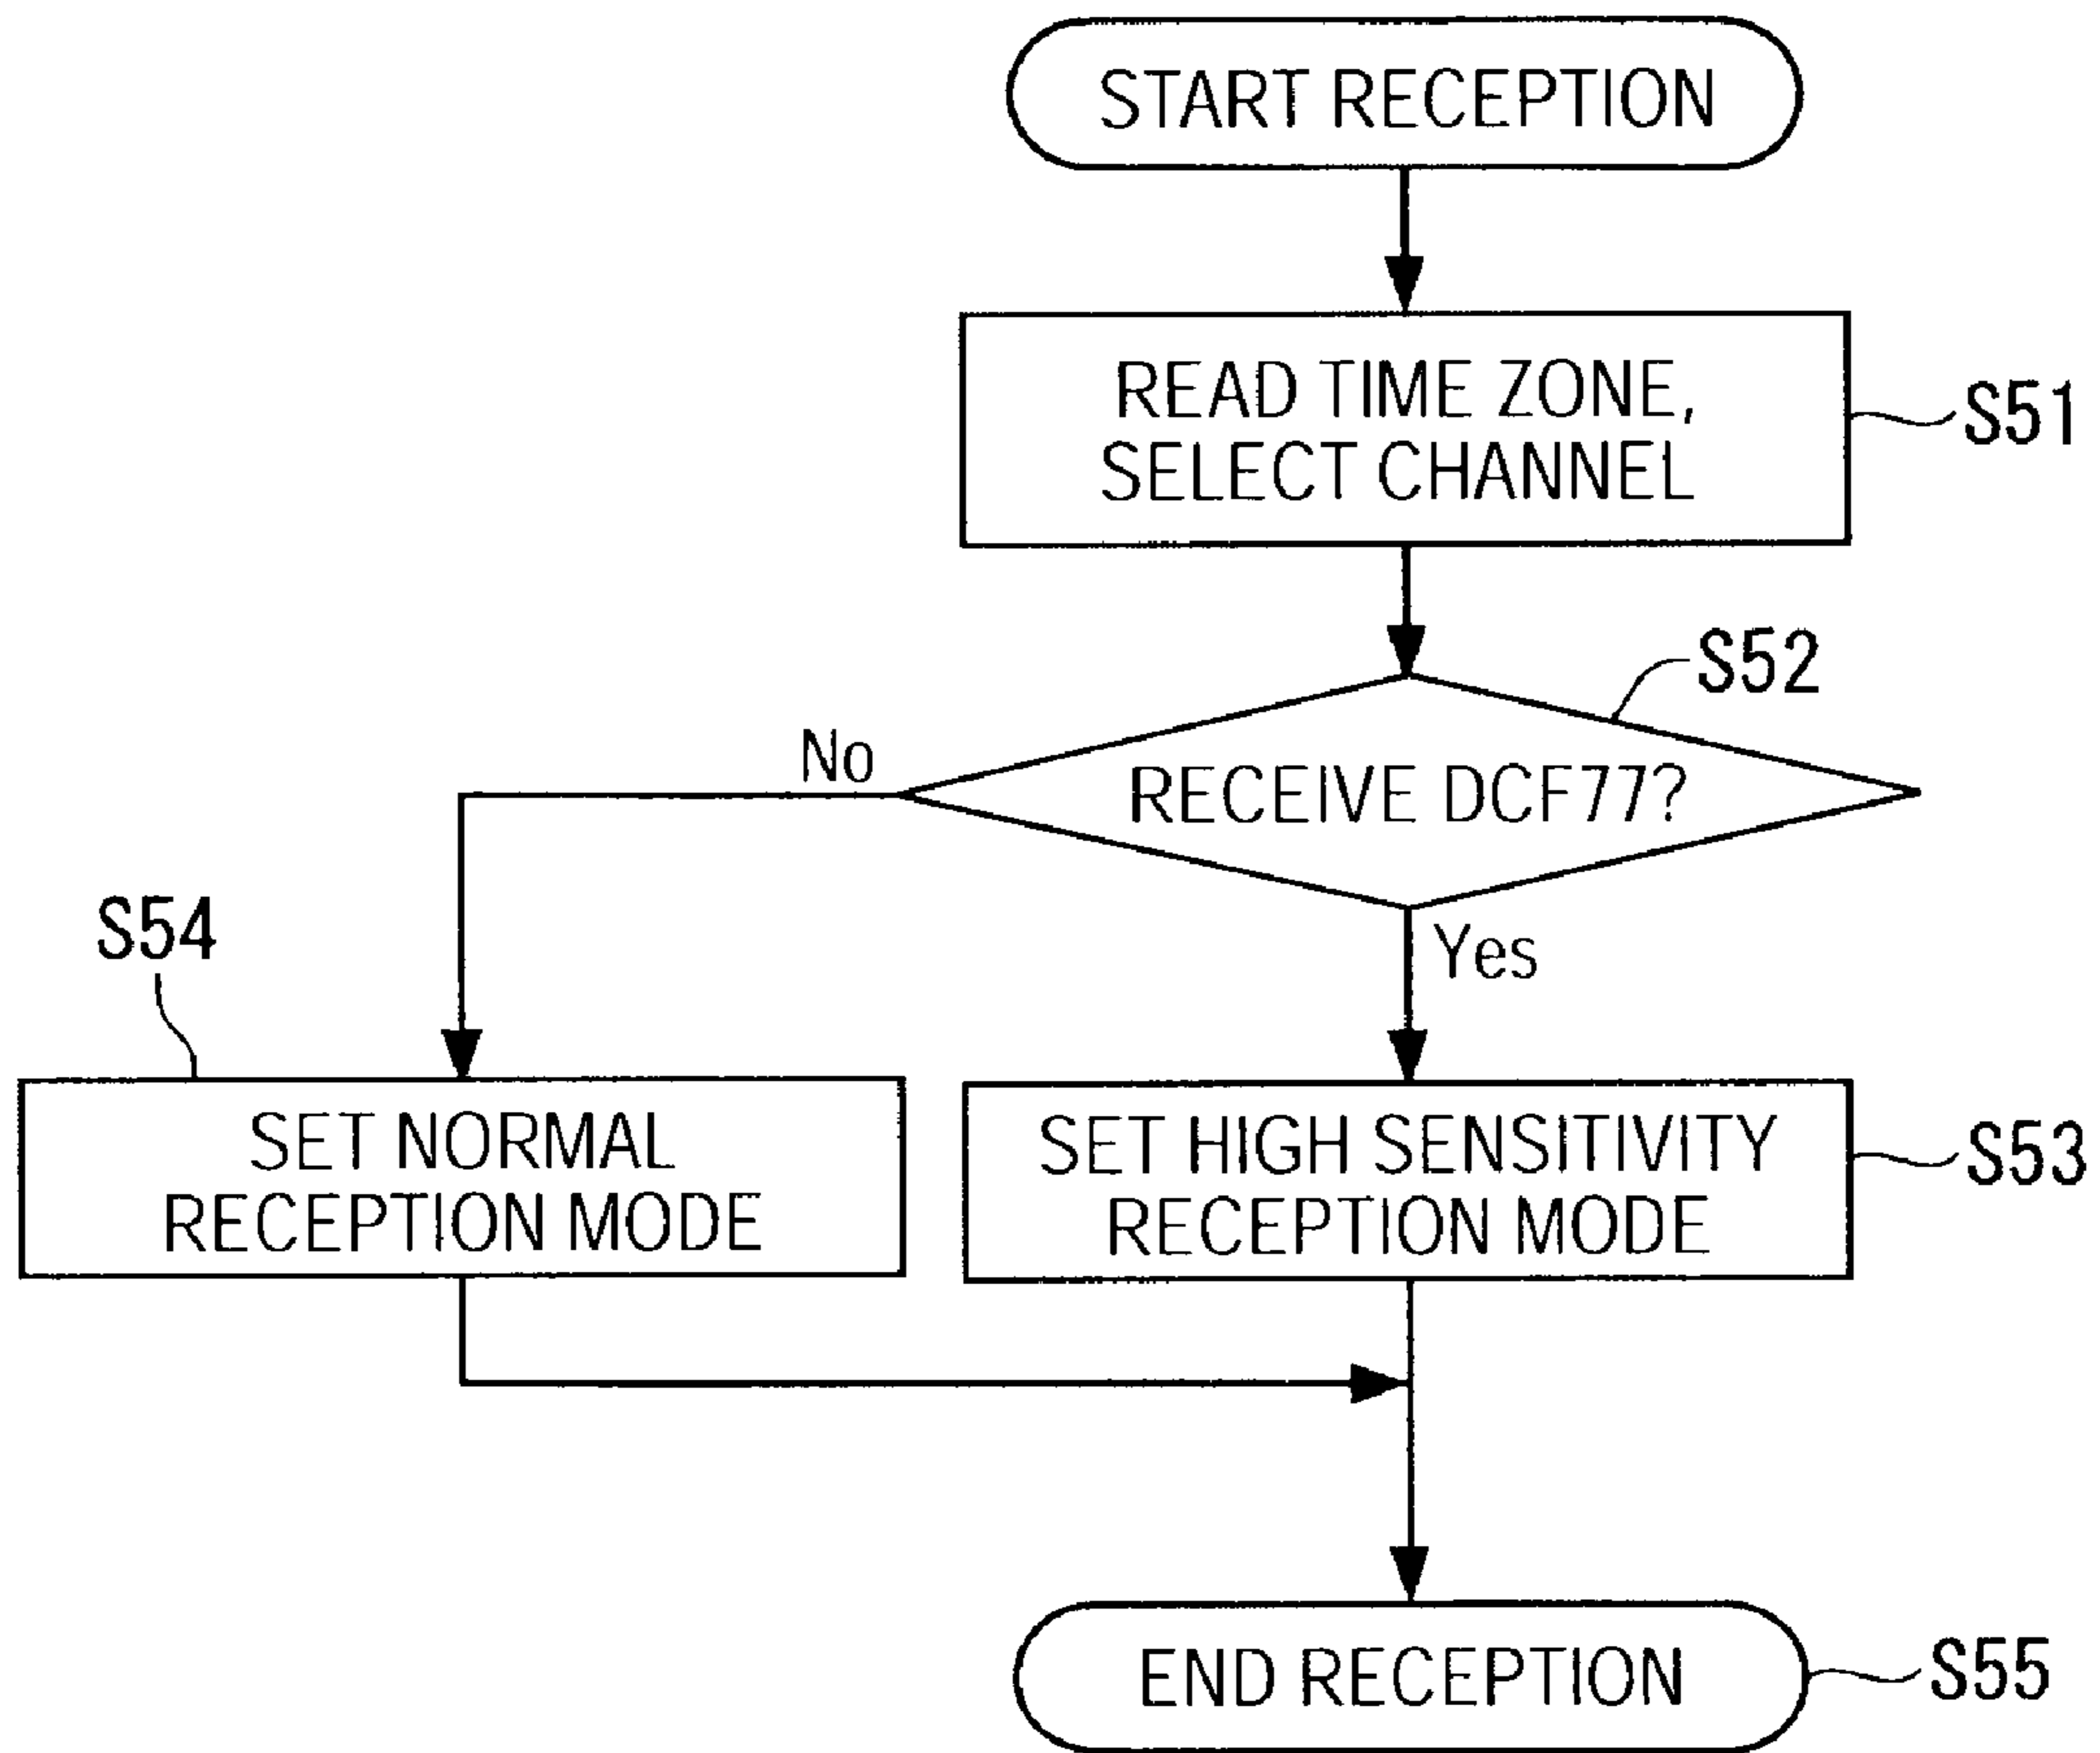 START RECEPTION
READ TIME ZONE,
SELECT CHANNEL
S51
S52
RECEIVE DCF77?
No
Yes
S54
SET NORMAL
RECEPTION MODE
SET HIGH SENSITIVITY
RECEPTION MODE
S53
END RECEPTION
S55